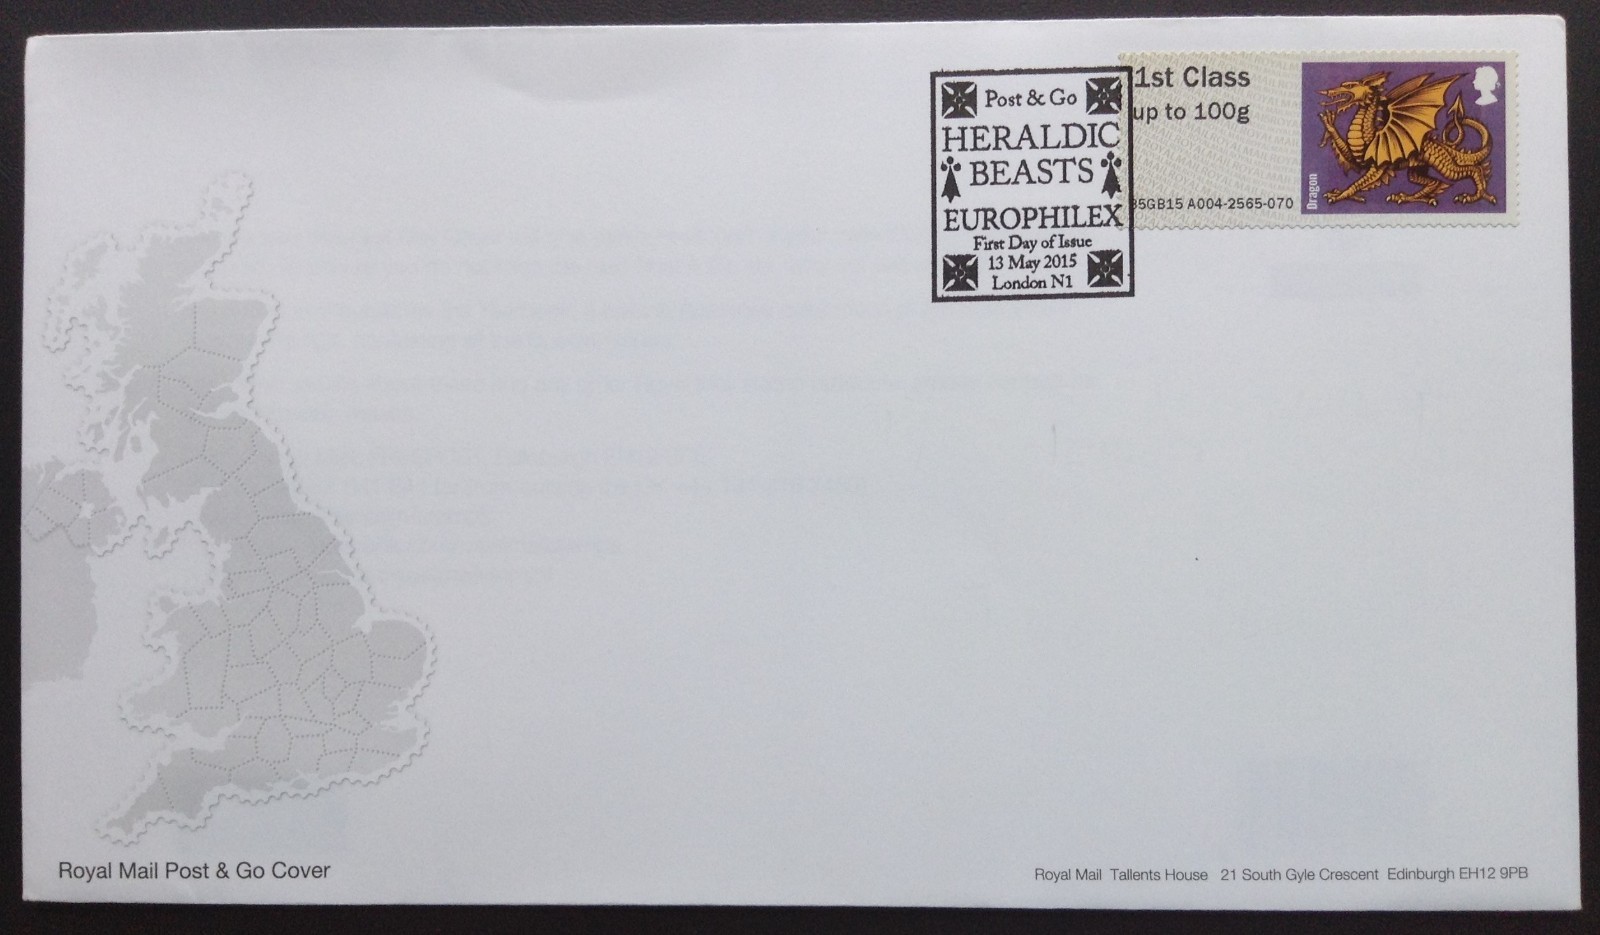 Post & Go
HERALDIC
BEASTS
EUROPHILEX
First Day of Issue
13 May 2015
London N1
1st Class
up to 100g
35GB15 A004-2565-070
Dragon
Royal Mail Post & Go Cover
Royal Mail Tallents House 21 South Gyle Crescent Edinburgh EH12 9PB